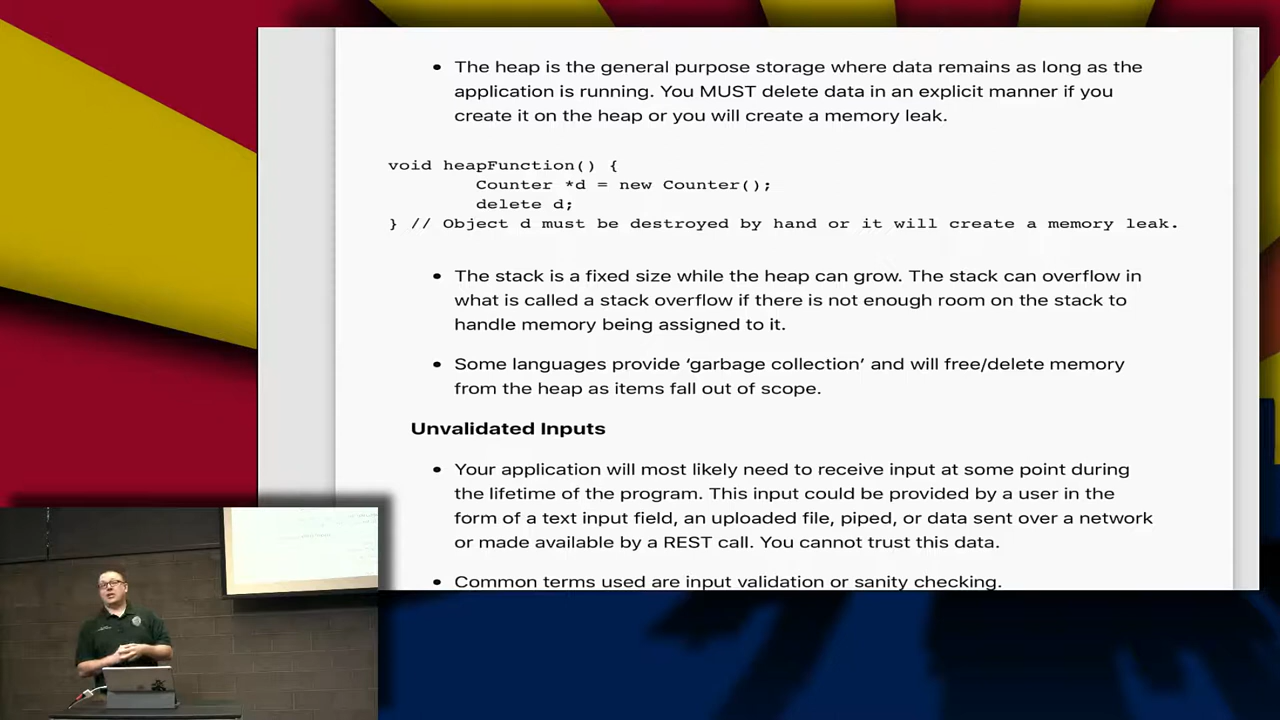 • The heap is the general purpose storage where data remains as long as the
application is running. You MUST delete data in an explicit manner if you
create it on the heap or you will create a memory leak.
void heapFunction() {
Counter *d = new Counter();
delete d;
} // Object d must be destroyed by hand or it will create a memory leak.
• The stack is a fixed size while the heap can grow. The stack can overflow in
what is called a stack overflow if there is not enough room on the stack to
handle memory being assigned to it.
• Some languages provide ‘garbage collection’ and will free/delete memory
from the heap as items fall out of scope.
Unvalidated Inputs
• Your application will most likely need to receive input at some point during
the lifetime of the program. This input could be provided by a user in the
form of a text input field, an uploaded file, piped, or data sent over a network
or made available by a REST call. You cannot trust this data.
• Common terms used are input validation or sanity checking.